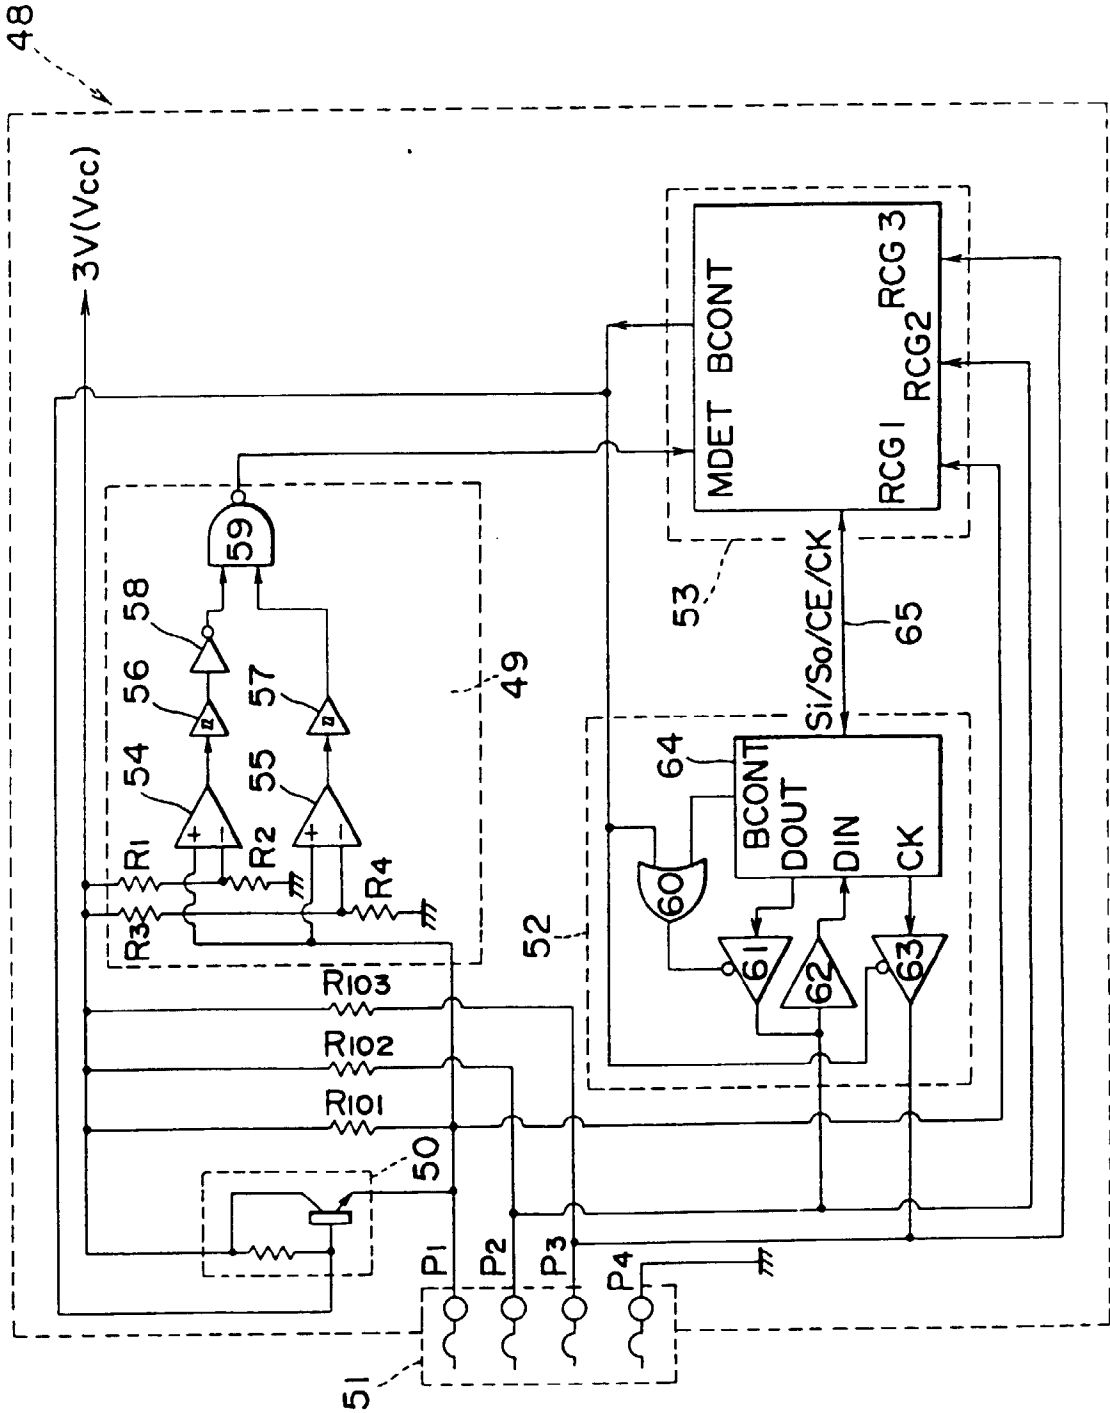 48
3V(Vcc)
58
56
54
R1
59
57
55
R2
R3
R4
49
R103
R102
R101
50
P1
P2
P3
P4
51
MDET BCONT
RCG1
RCG2
RCG3
53
Si/So/CE/CK
65
64
BCONT
DOUT
DIN
CK
60
52
61
62
63